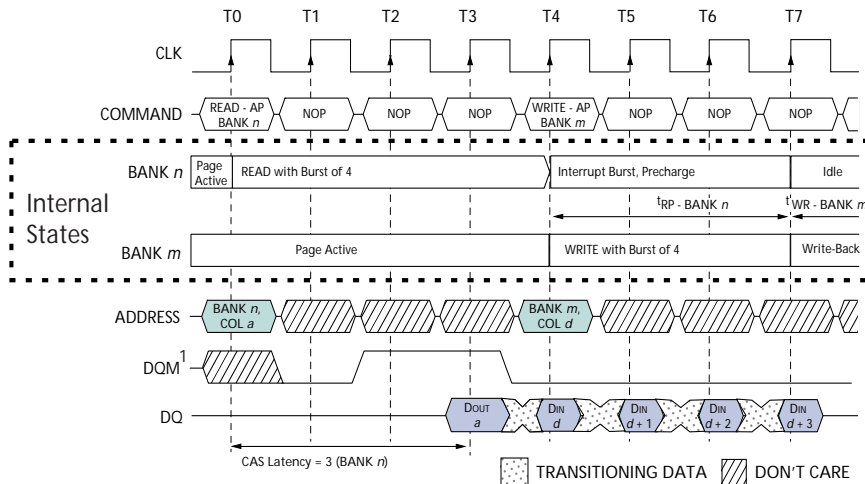 T0 T1 T2 T3 T4 T5 T6 T7
CLK
COMMAND READ - AP BANK n NOP NOP NOP WRITE - AP BANK m NOP NOP NOP
Internal States
BANK n Page Active READ with Burst of 4 Interrupt Burst, Precharge Idle
tRP - BANK n tWR - BANK m
BANK m Page Active WRITE with Burst of 4 Write-Back
ADDRESS BANK n, COL a BANK m, COL d
DQM1
DQ DOUT a DIN d DIN d + 1 DIN d + 2 DIN d + 3
CAS Latency = 3 (BANK n)
TRANSITIONING DATA DON'T CARE